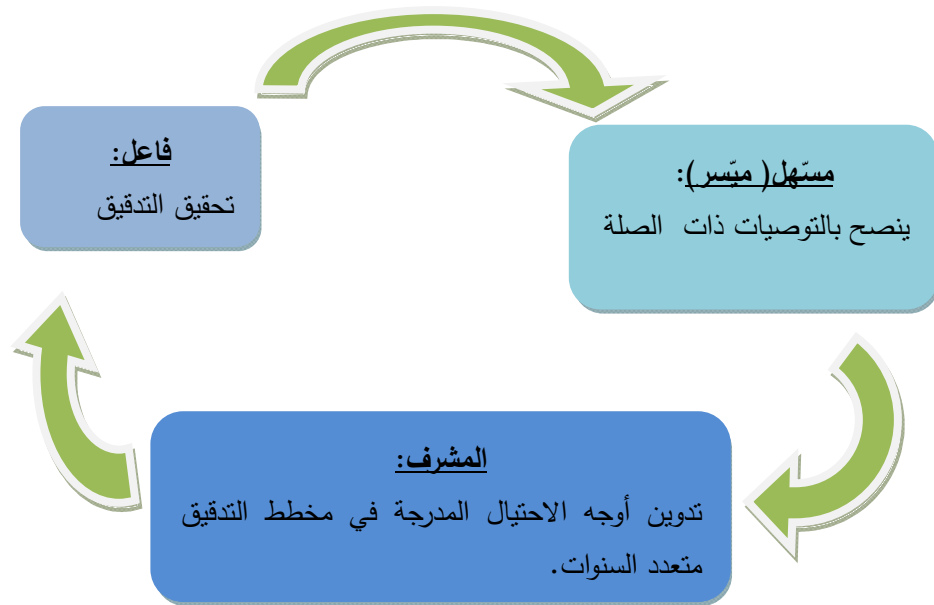 فاعل:
تحقيق التدقيق
مسّهل( ميّسر):
ينصح بالتوصيات ذات الصلة
المشرف:
تدوين أوجه الاحتيال المدرجة في مخطط التدقيق
متعدد السنوات.